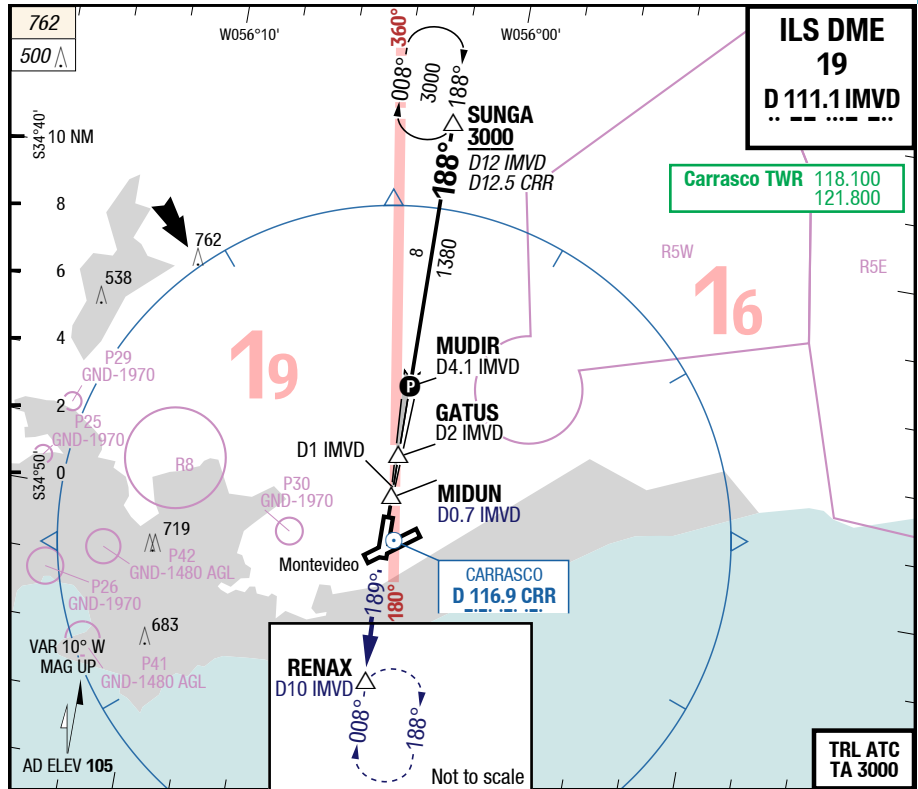 762
500
W056°10'
W056°00'
ILS DME
19
D 111.1 IMVD
Carrasco TWR 118.100
121.800
360°
008°
3000
188°
SUNGA
3000
D12 IMVD
D12.5 CRR
188°
8
1380
S34°40'
10 NM
8
6
4
2
0
S34°50'
762
538
R5W
R5E
19
16
P29
GND-1970
P25
GND-1970
R8
P30
GND-1970
MUDIR
D4.1 IMVD
P
GATUS
D2 IMVD
D1 IMVD
MIDUN
D0.7 IMVD
719
P42
GND-1480 AGL
P26
GND-1970
Montevideo
CARRASCO
D 116.9 CRR
683
P41
GND-1480 AGL
VAR 10° W
MAG UP
AD ELEV 105
189°
180°
RENAX
D10 IMVD
008°
188°
Not to scale
TRL ATC
TA 3000